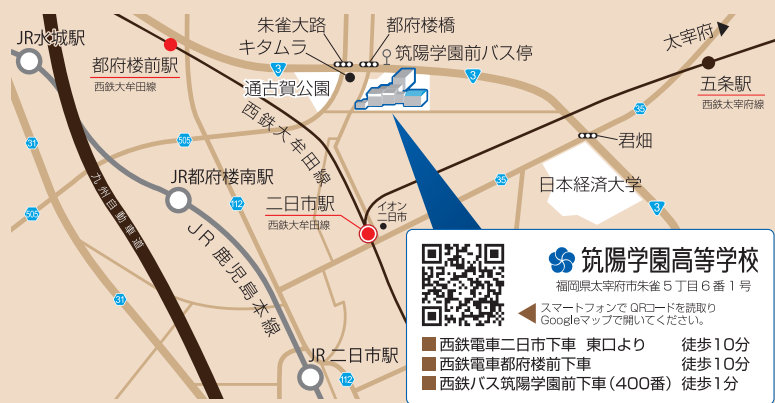 朱雀大路
都府楼橋
JR水城駅
キタムラ
筑陽学園前バス停
太宰府
都府楼前駅
西鉄大牟田線
3
3
通古賀公園
五条駅
西鉄太宰府線
西鉄大牟田線
35
31
505
君畑
JR都府楼南駅
35
日本経済大学
112
二日市駅
西鉄大牟田線
イオン
二日市
3
505
九州自動車道
JR鹿児島本線
31
JR二日市駅
112
筑陽学園高等学校
福岡県太宰府市朱雀5丁目6番1号
スマートフォンでQRコードを読取り
Googleマップで開いてください。
西鉄電車二日市下車 東口より 徒歩10分
西鉄電車都府楼前下車 徒歩10分
西鉄バス筑陽学園前下車(400番) 徒歩1分